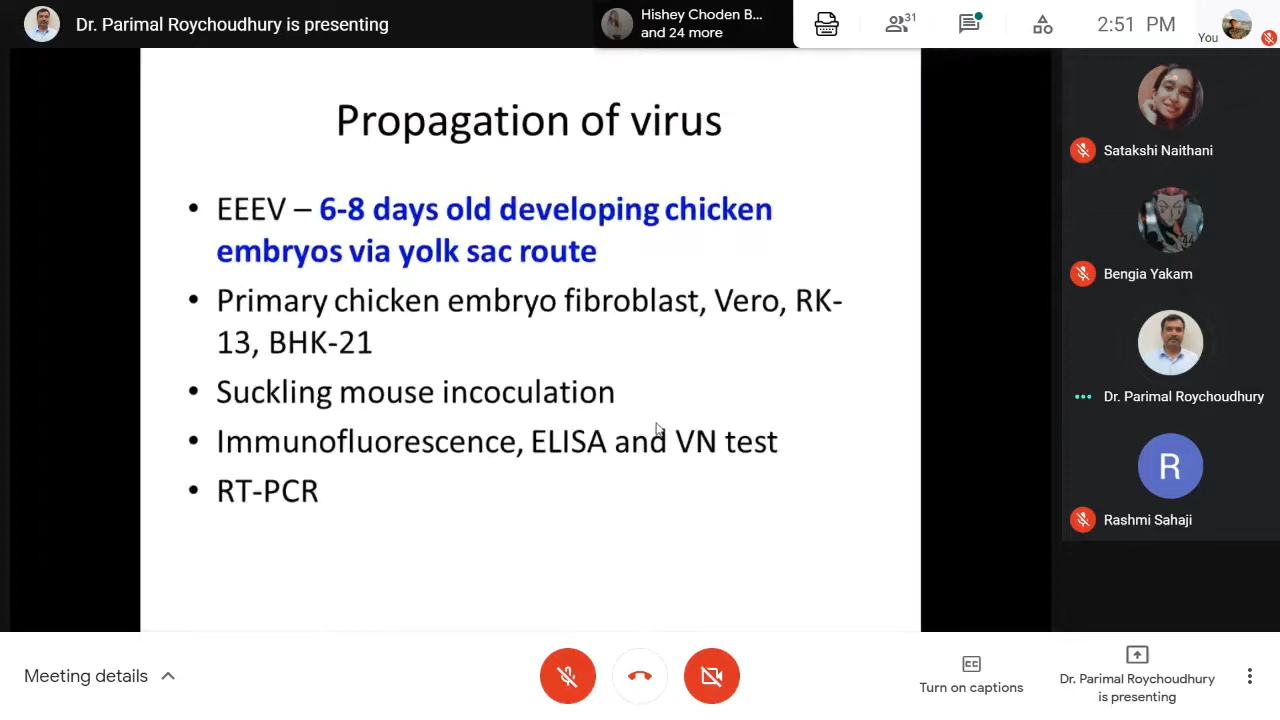 Dr. Parimal Roychoudhury is presenting
Hishey Choden B...
and 24 more
31
2:51 PM
You
Propagation of virus
• EEEV – 6-8 days old developing chicken
embryos via yolk sac route
• Primary chicken embryo fibroblast, Vero, RK-
13, BHK-21
• Suckling mouse incoculation
• Immunofluorescence, ELISA and VN test
• RT-PCR
Satakshi Naithani
Bengia Yakam
Dr. Parimal Roychoudhury
R
Rashmi Sahaji
Meeting details
CC
Turn on captions
Dr. Parimal Roychoudhury
is presenting